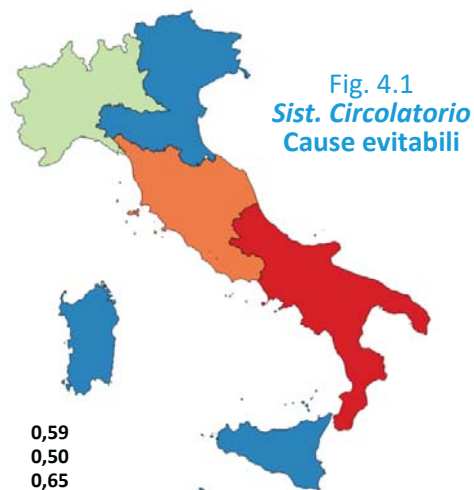 Fig. 4.1
Sist. Circolatorio
Cause evitabili
0,59
0,50
0,65